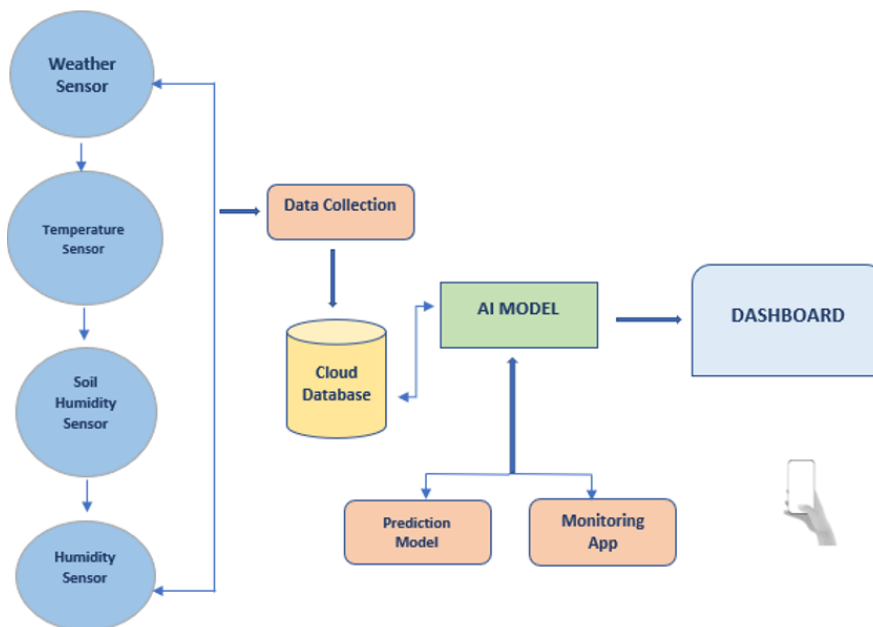 Weather
Sensor
Temperature
Sensor
Soil
Humidity
Sensor
Humidity
Sensor
Data Collection
Cloud
Database
AI MODEL
DASHBOARD
Prediction
Model
Monitoring
App